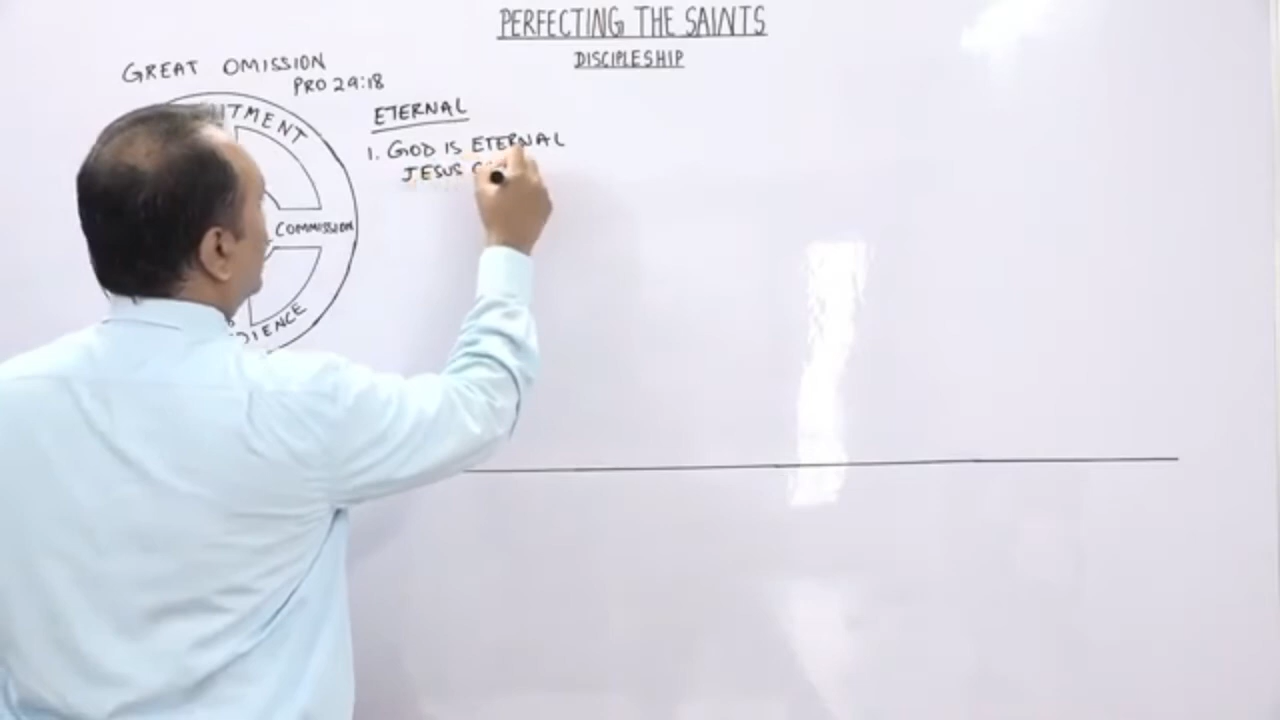 PERFECTING THE SAINTS
DISCIPLESHIP
GREAT OMISSION
PRO 29:18
ETERNAL
1. GOD IS ETERNAL
JESUS
COMMISSION